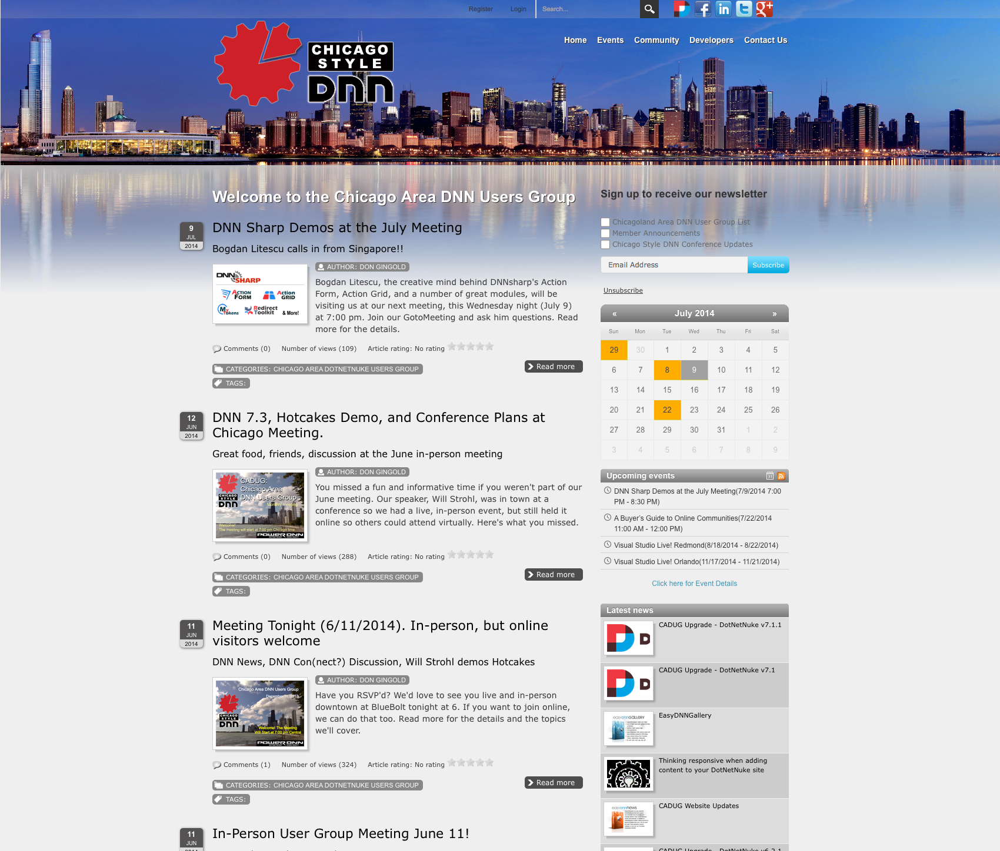 Register Login Search...
CHICAGO
STYLE
DNN
Home Events Community Developers Contact Us
Welcome to the Chicago Area DNN Users Group
9
JUL
2014
DNN Sharp Demos at the July Meeting
Bogdan Litescu calls in from Singapore!!
DNN SHARP
ACTION FORM
Action GRID
My Tokens
Redirect Toolkit
& More!
AUTHOR: DON GINGOLD
Bogdan Litescu, the creative mind behind DNNsharp's Action
Form, Action Grid, and a number of great modules, will be
visiting us at our next meeting, this Wednesday night (July 9)
at 7:00 pm. Join our GotoMeeting and ask him questions. Read
more for the details.
Comments (0) Number of views (109) Article rating: No rating
Read more
CATEGORIES: CHICAGO AREA DOTNETNUKE USERS GROUP
TAGS:
12
JUN
2014
DNN 7.3, Hotcakes Demo, and Conference Plans at
Chicago Meeting.
Great food, friends, discussion at the June in-person meeting
CADUG:
Chicago Area
DNN Users Group
Monthly meeting
CHICAGO
STYLE
DNN
Welcome!
The meeting will start at 7:00 pm Chicago time
POWERDNN
AUTHOR: DON GINGOLD
You missed a fun and informative time if you weren't part of our
June meeting. Our speaker, Will Strohl, was in town at a
conference so we had a live, in-person event, but still held it
online so others could attend virtually. Here's what you missed.
Comments (0) Number of views (288) Article rating: No rating
Read more
CATEGORIES: CHICAGO AREA DOTNETNUKE USERS GROUP
TAGS:
11
JUN
2014
Meeting Tonight (6/11/2014). In-person, but online
visitors welcome
DNN News, DNN Con(nect?) Discussion, Will Strohl demos Hotcakes
Chicago Area DNN Users Group
December 11, 2013
CHICAGO
STYLE
DNN
Welcome! The Meeting
Will Start at 7:00 pm Central
POWERDNN
AUTHOR: DON GINGOLD
Have you RSVP'd? We'd love to see you live and in-person
downtown at BlueBolt tonight at 6. If you want to join online,
we can do that too. Read more for the details and the topics
we'll cover.
Comments (1) Number of views (324) Article rating: No rating
Read more
CATEGORIES: CHICAGO AREA DOTNETNUKE USERS GROUP
TAGS:
11
JUN
In-Person User Group Meeting June 11!
Sign up to receive our newsletter
Chicagoland Area DNN User Group List
Member Announcements
Chicago Style DNN Conference Updates
Email Address Subscribe
Unsubscribe
« July 2014 »
Sun Mon Tue Wed Thu Fri Sat
29 30 1 2 3 4 5
6 7 8 9 10 11 12
13 14 15 16 17 18 19
20 21 22 23 24 25 26
27 28 29 30 31 1 2
3 4 5 6 7 8 9
Upcoming events
DNN Sharp Demos at the July Meeting(7/9/2014 7:00
PM - 8:30 PM)
A Buyer's Guide to Online Communities(7/22/2014
11:00 AM - 12:00 PM)
Visual Studio Live! Redmond(8/18/2014 - 8/22/2014)
Visual Studio Live! Orlando(11/17/2014 - 11/21/2014)
Click here for Event Details
Latest news
CADUG Upgrade - DotNetNuke v7.1.1
CADUG Upgrade - DotNetNuke v7.1
easydnnGALLERY
EasyDNNGallery
Thinking responsive when adding
content to your DotNetNuke site
easydnnnews
CADUG Website Updates
CADUG Upgrade - DotNetNuke v6.2.1